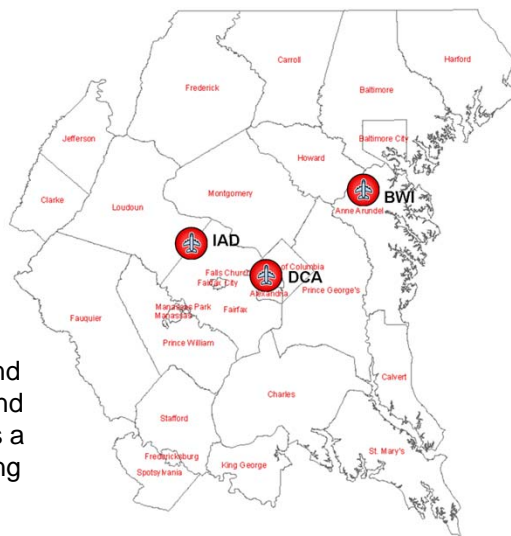 Harford
Carroll
Baltimore
Frederick
Baltimore City
Jefferson
Howard
Montgomery
Clarke
BWI
Loudoun
Anne Arundel
IAD
Falls Church
of Columbia
DCA
Fairfax City
Prince George's
Alexandria
Manassas Park
Manassas
Fairfax
Fauquier
Prince William
nd
Calvert
nd
Charles
s a
Stafford
ng
St. Mary's
Fredericksburg
King George
Spotsylvania